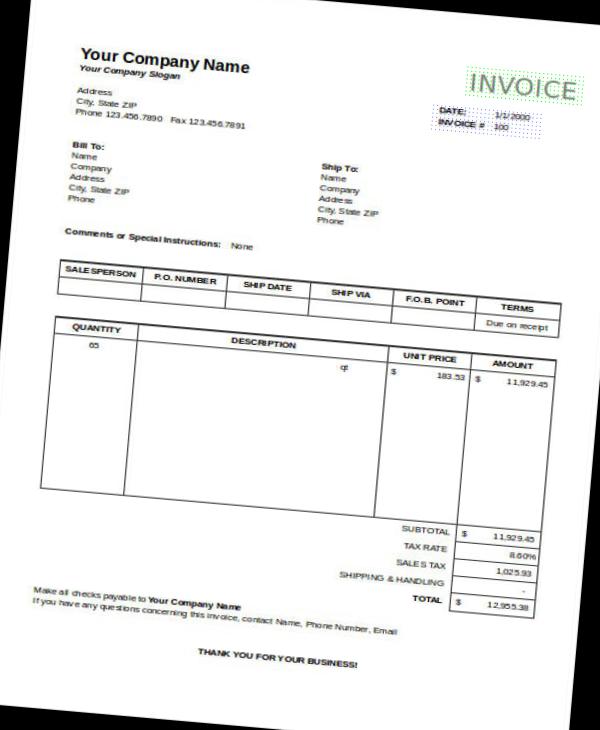 Your Company Name
Your Company Slogan
INVOICE
Address
City, State ZIP
Phone 123.456.7890 Fax 123.456.7891
DATE: 1/1/2000
INVOICE # 100
Bill To:
Name
Company
Address
City, State ZIP
Phone
Ship To:
Name
Company
Address
City, State ZIP
Phone
Comments or Special Instructions: None
SALESPERSON P.O. NUMBER SHIP DATE SHIP VIA F.O.B. POINT TERMS
Due on receipt
QUANTITY DESCRIPTION UNIT PRICE AMOUNT
65 qt $ 183.53 $ 11,929.45
SUBTOTAL $ 11,929.45
TAX RATE 8.60%
SALES TAX 1,025.93
SHIPPING & HANDLING -
TOTAL $ 12,955.38
Make all checks payable to Your Company Name
If you have any questions concerning this invoice, contact Name, Phone Number, Email
THANK YOU FOR YOUR BUSINESS!